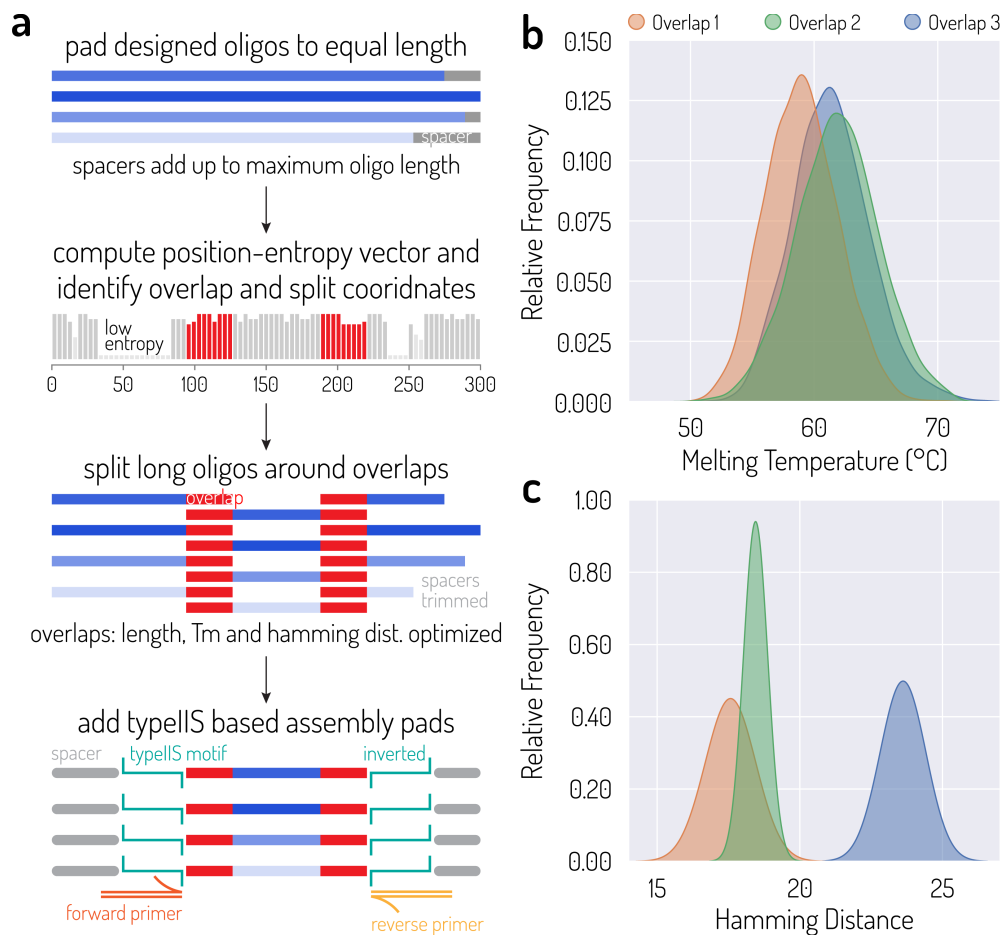 a
pad designed oligos to equal length
spacer
spacers add up to maximum oligo length
compute position-entropy vector and
identify overlap and split coordnates
low
entropy
0 50 100 150 200 250 300
split long oligos around overlaps
overlap
spacers
trimmed
overlaps: length, Tm and hamming dist. optimized
add typeIIS based assembly pads
spacer typeIIS motif inverted
forward primer
reverse primer
b
Overlap 1 Overlap 2 Overlap 3
Relative Frequency
0.150
0.125
0.100
0.075
0.050
0.025
0.000
50 60 70
Melting Temperature (°C)
c
Relative Frequency
1.00
0.80
0.60
0.40
0.20
0.00
15 20 25
Hamming Distance